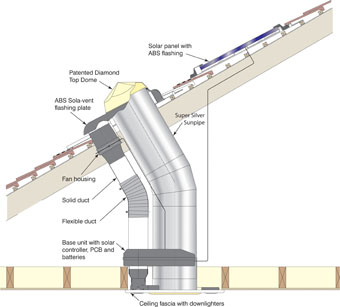 Solar panel with
ABS flashing
Patented Diamond
Top Dome
ABS Sola-vent
flashing plate
Super Silver
Sunpipe
Fan housing
Solid duct
Flexible duct
Base unit with solar
controller, PCB and
batteries
Ceiling fascia with downlighters